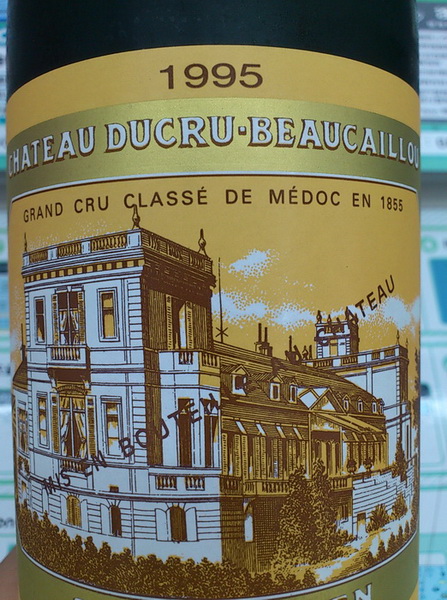 1995
CHATEAU DUCRU-BEAUCAILLOU
GRAND CRU CLASSÉ DE MÉDOC EN 1855
MIS EN BOUTEILLE AU CHATEAU